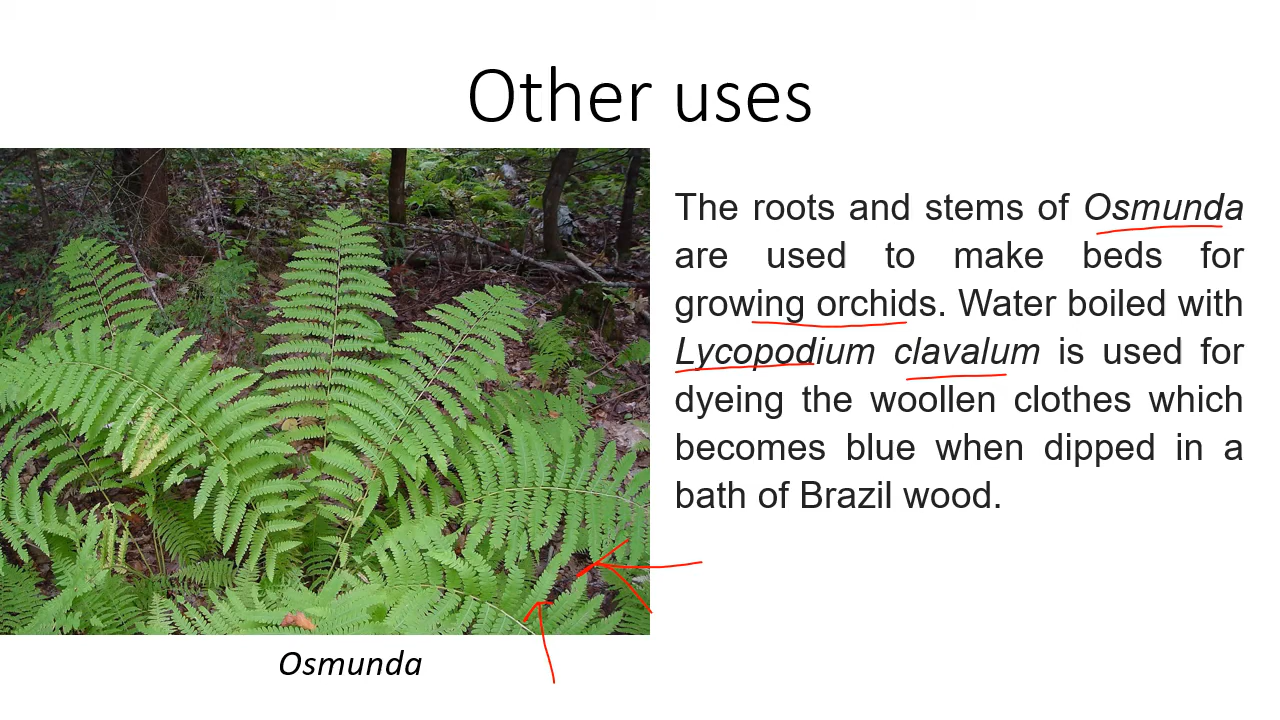 Other uses
The roots and stems of Osmunda
are used to make beds for
growing orchids. Water boiled with
Lycopodium clavalum is used for
dyeing the woollen clothes which
becomes blue when dipped in a
bath of Brazil wood.
Osmunda